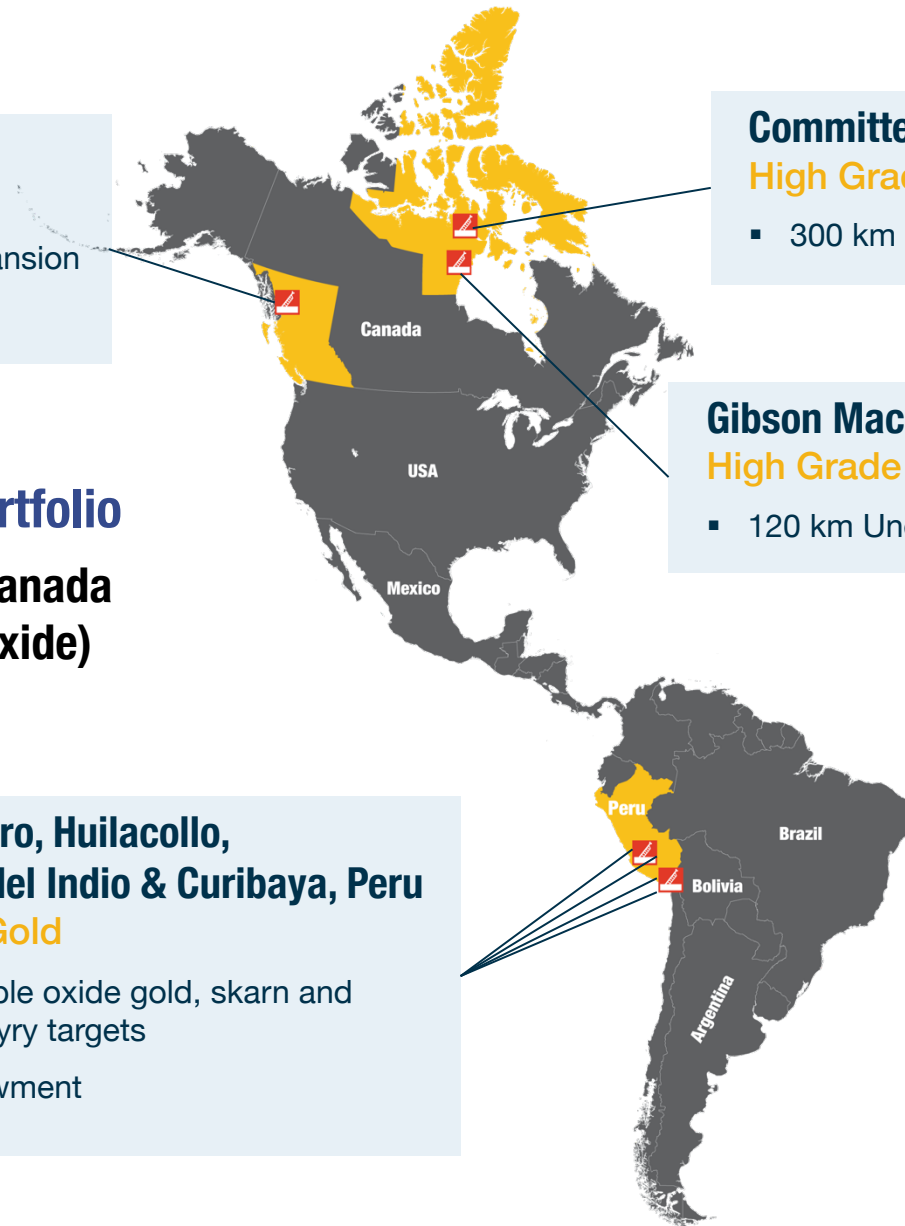 Committe
High Grad
▪ 300 km
ansion
Canada
Gibson Mac
High Grade
▪ 120 km Un
USA
rtfolio
anada
xide)
Mexico
ro, Huilacollo,
del Indio & Curibaya, Peru
Gold
ple oxide gold, skarn and
yry targets
wment
Peru
Brazil
Bolivia
Argentina